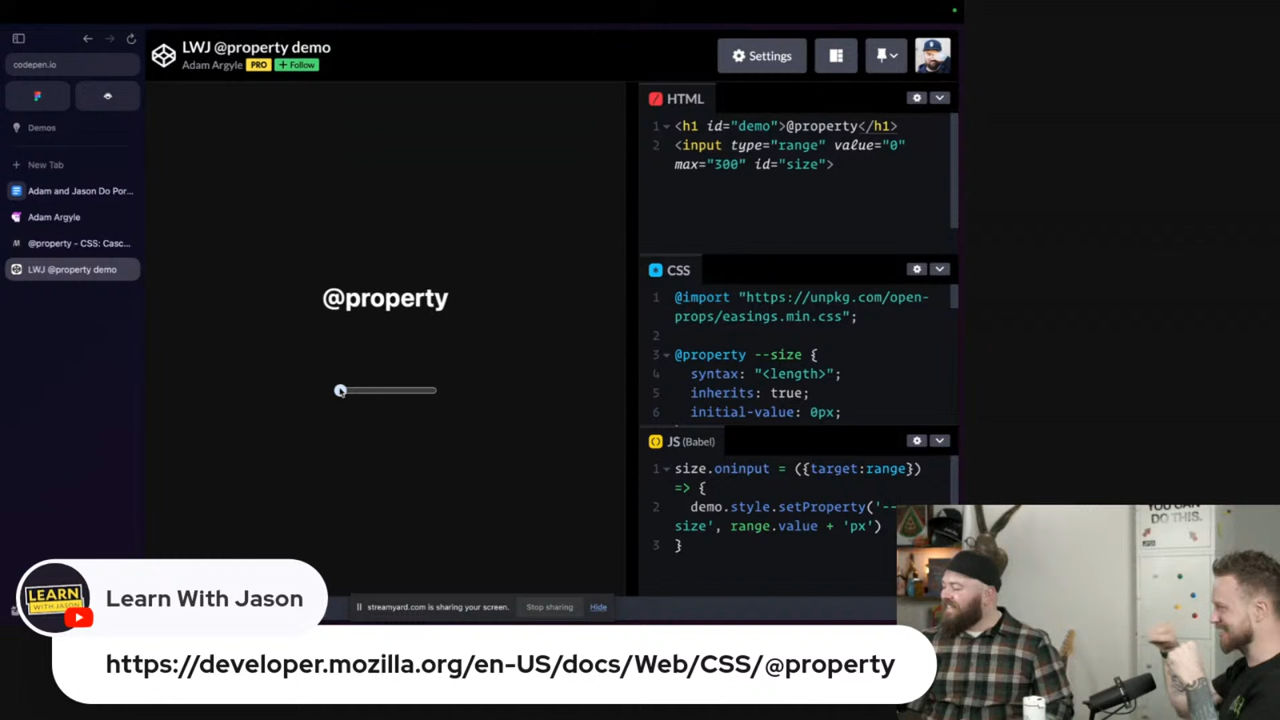 LWJ @property demo
Adam Argyle PRO + Follow
Settings
codepen.io
Demos
New Tab
Adam and Jason Do Por...
Adam Argyle
@property - CSS: Casc...
LWJ @property demo
@property
HTML
1 <h1 id="demo">@property</h1>
2 <input type="range" value="0"
max="300" id="size">
CSS
1 @import "https://unpkg.com/open-
props/easings.min.css";
2
3 @property --size {
4 syntax: "<length>";
5 inherits: true;
6 initial-value: 0px;
JS (Babel)
1 size.oninput = ({target:range})
=> {
2 demo.style.setProperty('--
size', range.value + 'px')
3 }
YOU CAN
DO THIS.
streamyard.com is sharing your screen. Stop sharing Hide
LEARN
WITH JASON
Learn With Jason
https://developer.mozilla.org/en-US/docs/Web/CSS/@property